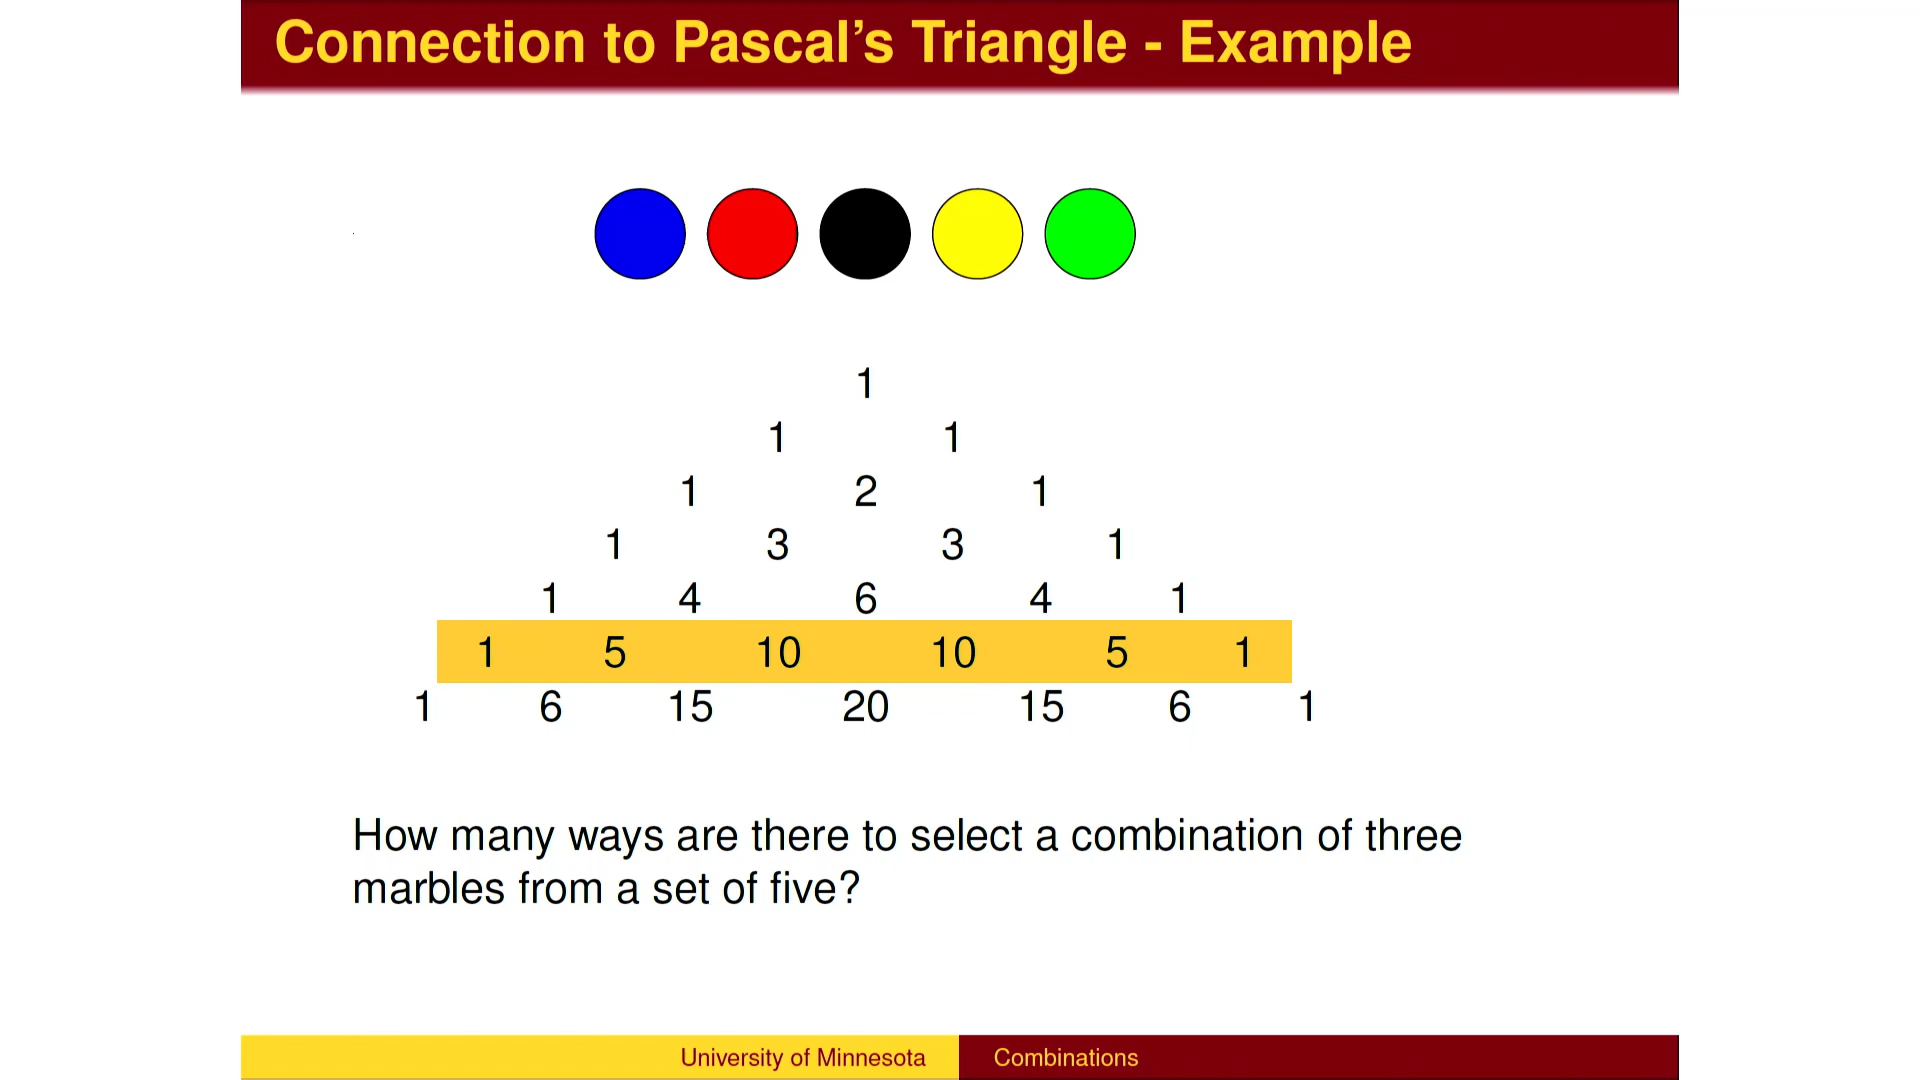 Connection to Pascal’s Triangle - Example
1
1 1
1 2 1
1 3 3 1
1 4 6 4 1
1 5 10 10 5 1
1 6 15 20 15 6 1
How many ways are there to select a combination of three
marbles from a set of five?
University of Minnesota Combinations